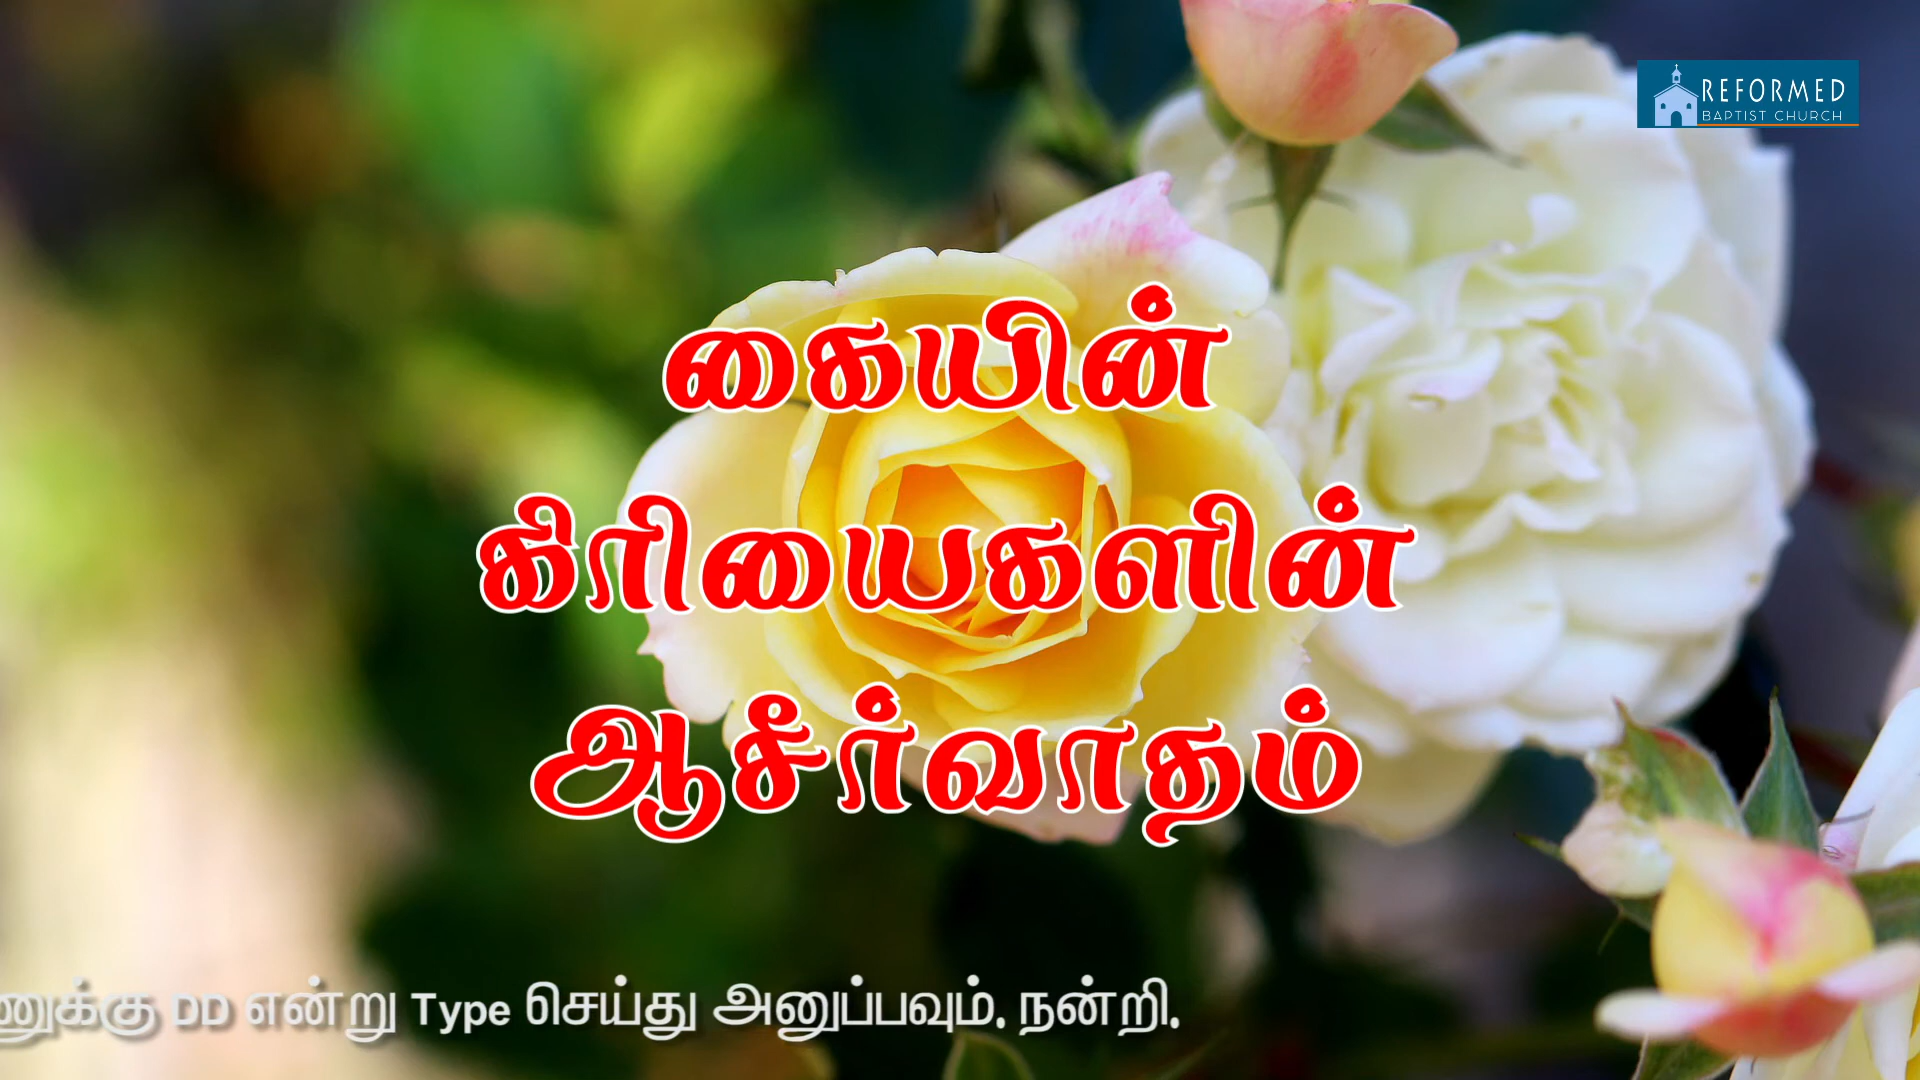 REFORMED
BAPTIST CHURCH
கையின்
கிரியைகளின்
ஆசீர்வாதம்
DD என்று Type செய்து அனுப்பவும். நன்றி.